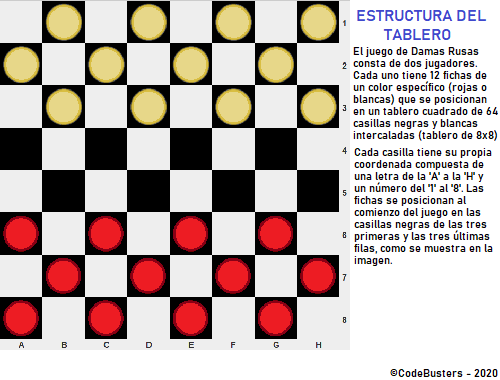 ESTRUCTURA DEL
TABLERO
El juego de Damas Rusas
consta de dos jugadores.
Cada uno tiene 12 fichas de
un color específico (rojas o
blancas) que se posicionan
en un tablero cuadrado de 64
casillas negras y blancas
intercaladas (tablero de 8x8)
Cada casilla tiene su propia
coordenada compuesta de
una letra de la 'A' a la 'H' y
un número del '1' al '8'. Las
fichas se posicionan al
comienzo del juego en las
casillas negras de las tres
primeras y las tres últimas
filas, como se muestra en la
imagen.
1
2
3
4
5
6
7
8
A B C D E F G H
©CodeBusters - 2020